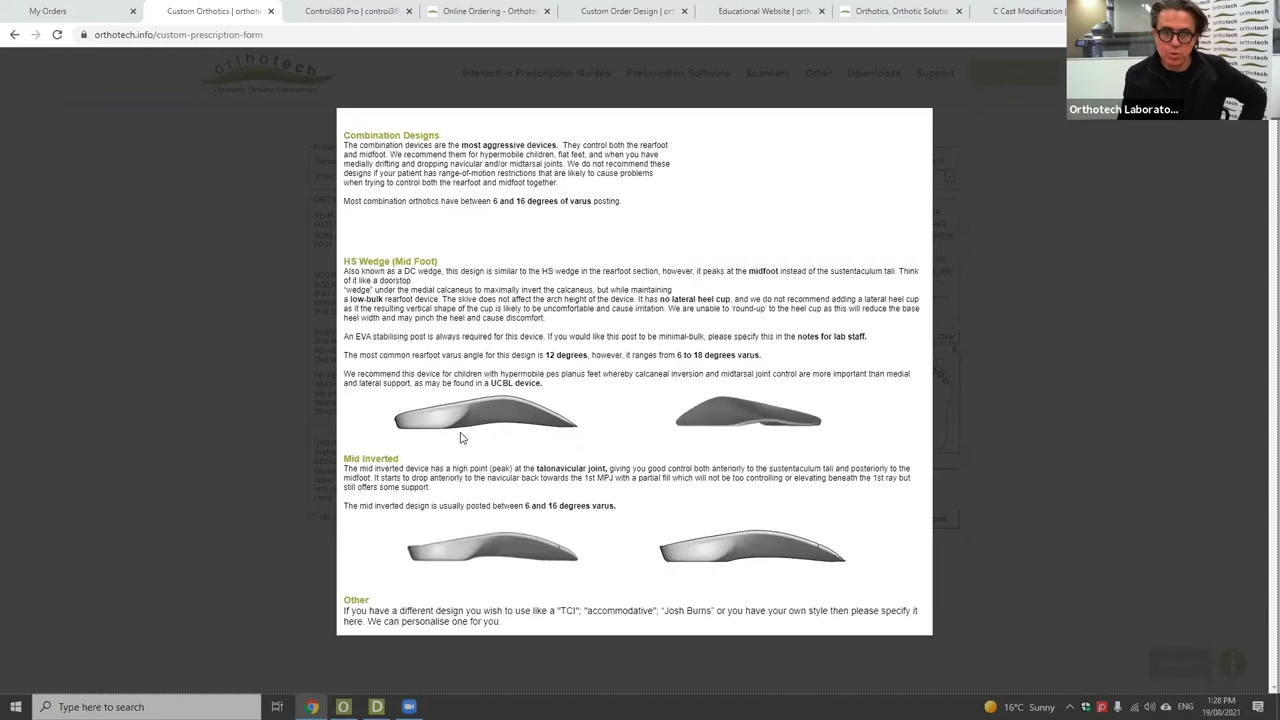 My Orders
Custom Orthotics - orthotech.i
Control360 Pro | control36
Online Ordering - Orthote
Custom Order Design | orth
Educational Website | orth
Orthotics, Orthotic Solutio
C Cast Modification
orthotech.info/custom-prescription-form
orthotech
Podiatric Orthotic Laboratory
Interactive Prescription Guides
Prescription Software
Scanners
Other
Downloads
Support
Orthotech Laborato...
Combination Designs
The combination devices are the most aggressive devices. They control both the rearfoot
and midfoot. We recommend them for hypermobile children, flat feet, and when you have
medially drifting and dropping navicular and/or midtarsal joints. We do not recommend these
designs if your patient has range-of-motion restrictions that are likely to cause problems
when trying to control both the rearfoot and midfoot together.
Most combination orthotics have between 6 and 16 degrees of varus posting.
HS Wedge (Mid Foot)
Also known as a DC wedge, this design is similar to the HS wedge in the rearfoot section, however, it peaks at the midfoot instead of the sustentaculum tali. Think
of it like a doorstop
“wedge” under the medial calcaneus to maximally invert the calcaneus, but while maintaining
a low-bulk rearfoot device. The skive does not affect the arch height of the device. It has no lateral heel cup, and we do not recommend adding a lateral heel cup
as it the resulting vertical shape of the cup is likely to be uncomfortable and cause irritation. We are unable to ‘round-up’ to the heel cup as this will reduce the base
heel width and may pinch the heel and cause discomfort.
An EVA stabilising post is always required for this device. If you would like this post to be minimal-bulk, please specify this in the notes for lab staff.
The most common rearfoot varus angle for this design is 12 degrees, however, it ranges from 6 to 18 degrees varus.
We recommend this device for children with hypermobile pes planus feet whereby calcaneal inversion and midtarsal joint control are more important than medial
and lateral support, as may be found in a UCBL device.
Mid Inverted
The mid inverted device has a high point (peak) at the talonavicular joint, giving you good control both anteriorly to the sustentaculum tali and posteriorly to the
midfoot. It starts to drop anteriorly to the navicular back towards the 1st MPJ with a partial fill which will not be too controlling or elevating beneath the 1st ray but
still offers some support.
The mid inverted design is usually posted between 6 and 16 degrees varus.
Other
If you have a different design you wish to use like a "TCI"; "accommodative"; “Josh Burns” or you have your own style then please specify it
here. We can personalise one for you.
Type here to search
16°C Sunny
ENG
1:28 PM
19/08/2021